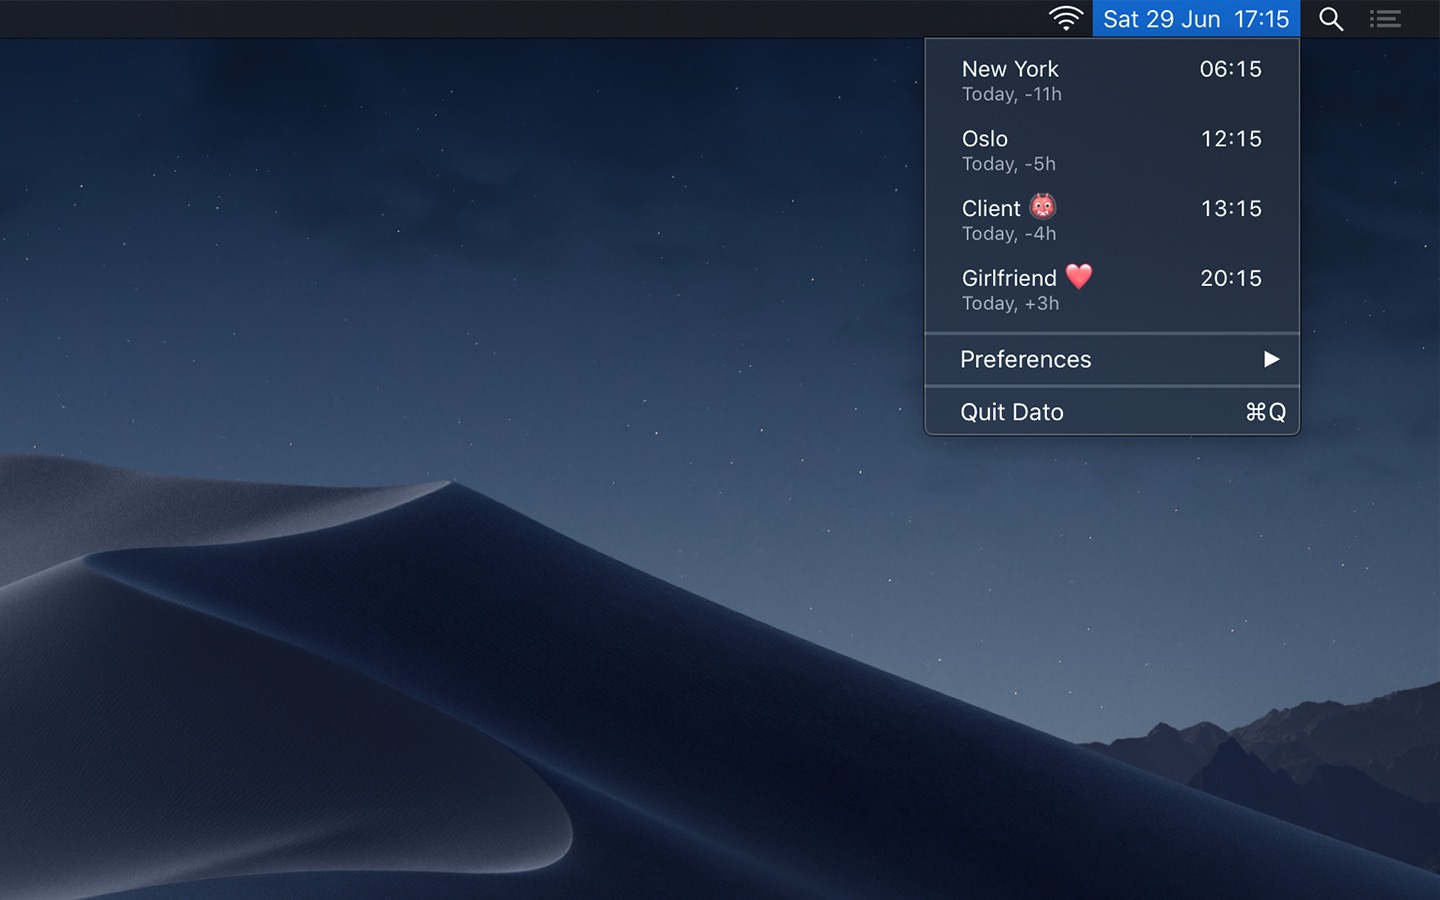 Sat 29 Jun 17:15
New York 06:15
Today, -11h
Oslo 12:15
Today, -5h
Client 👹 13:15
Today, -4h
Girlfriend ❤️ 20:15
Today, +3h
Preferences ▶
Quit Dato ⌘Q